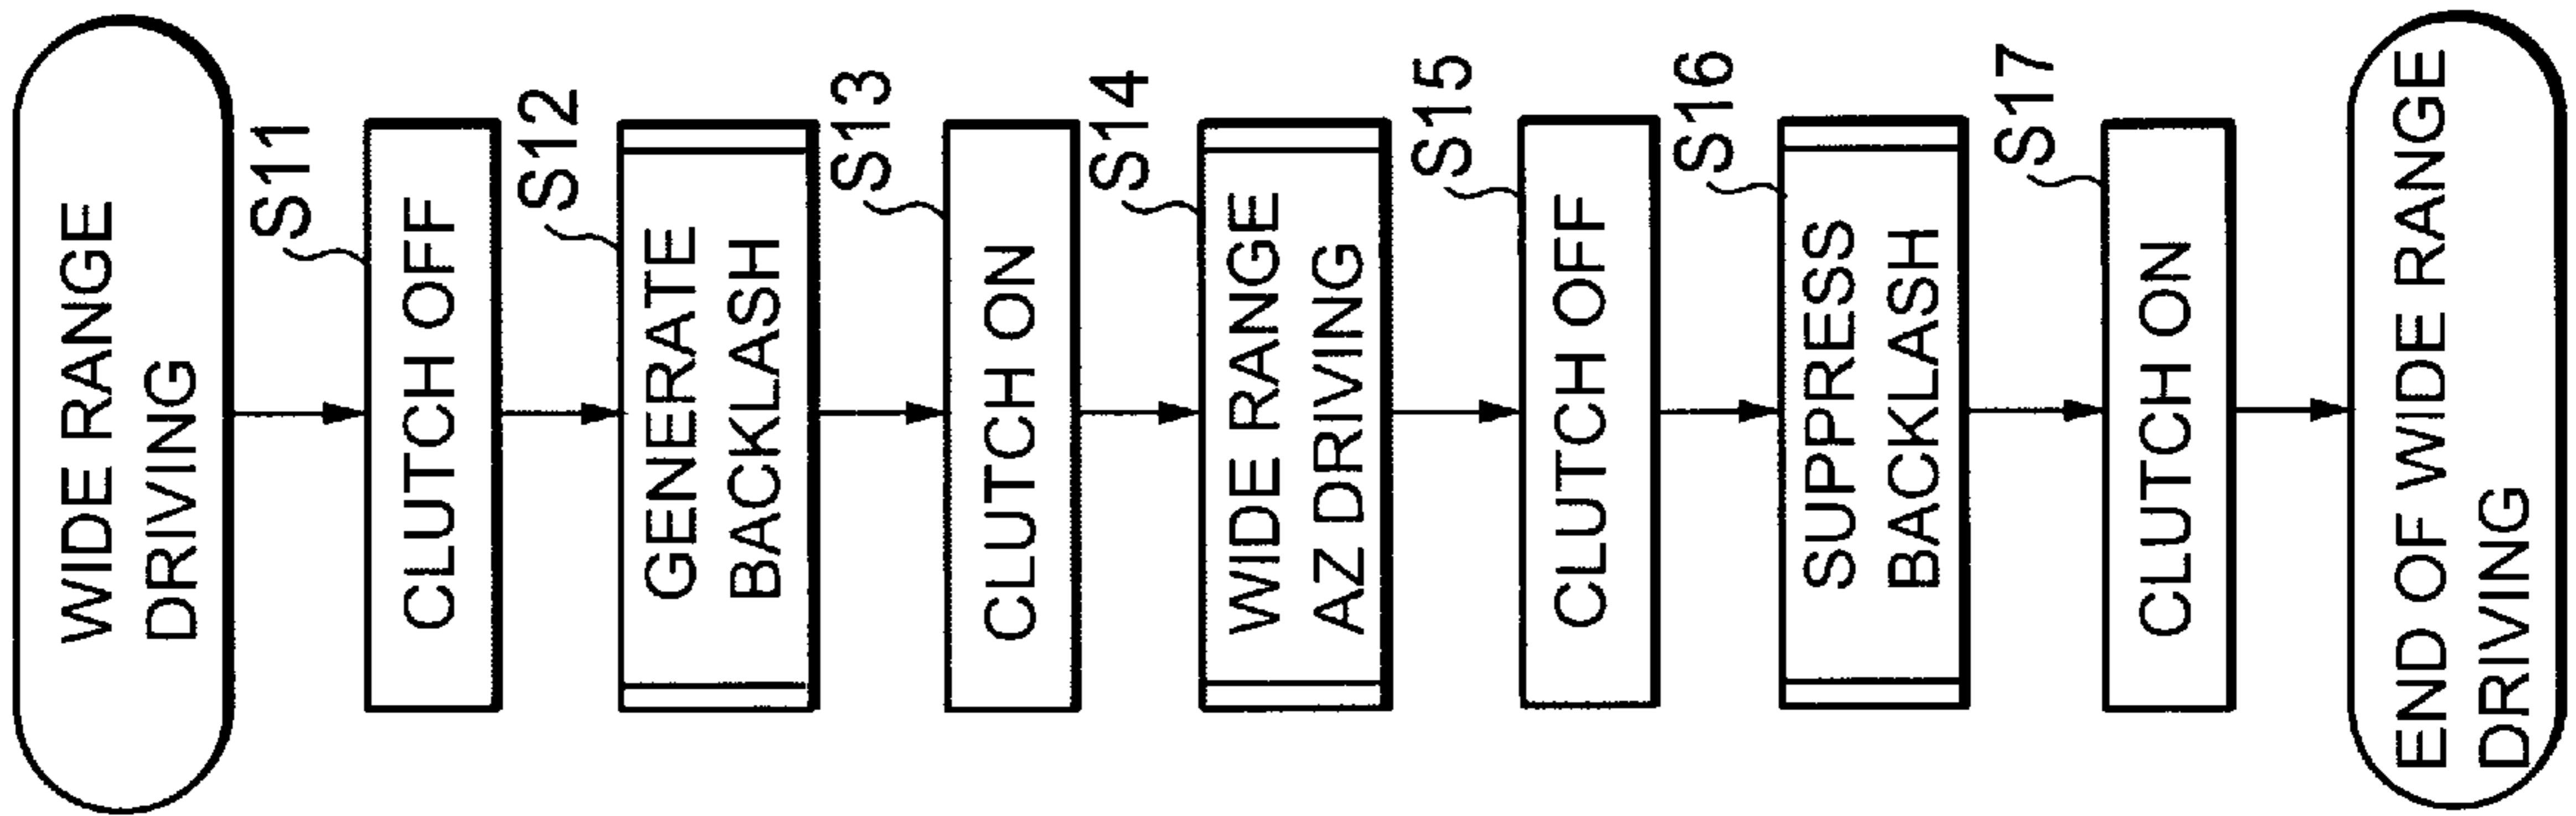 WIDE RANGE
DRIVING
S11
CLUTCH OFF
S12
GENERATE
BACKLASH
S13
CLUTCH ON
S14
WIDE RANGE
AZ DRIVING
S15
CLUTCH OFF
S16
SUPPRESS
BACKLASH
S17
CLUTCH ON
END OF WIDE RANGE
DRIVING